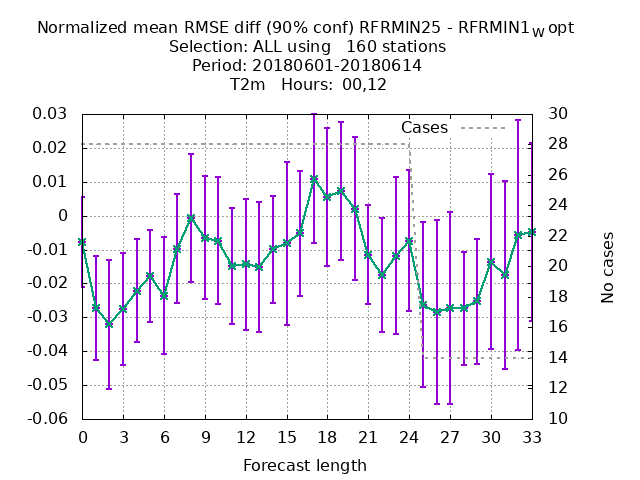 Normalized mean RMSE diff (90% conf) RFRMIN25 - RFRMIN1wopt
Selection: ALL using   160 stations
Period: 20180601-20180614
T2m   Hours:  00,12
Cases
0.03
0.02
0.01
0
-0.01
-0.02
-0.03
-0.04
-0.05
-0.06
30
28
26
24
22
20
18
16
14
12
10
No cases
0 3 6 9 12 15 18 21 24 27 30 33
Forecast length